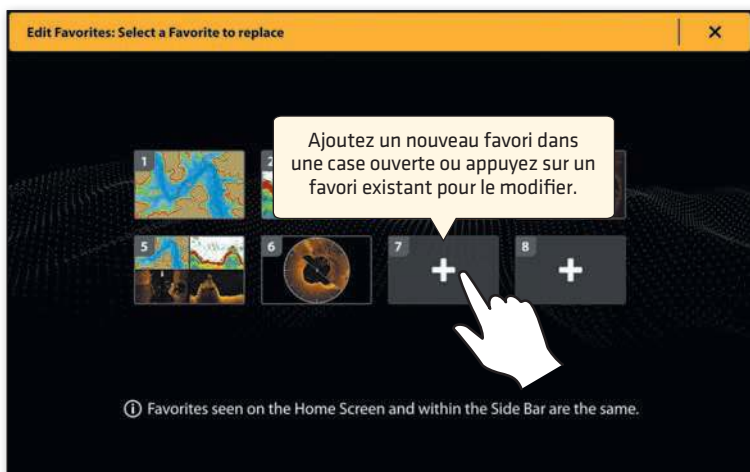 Edit Favorites: Select a Favorite to replace
Ajoutez un nouveau favori dans
une case ouverte ou appuyez sur un
favori existant pour le modifier.
1
2
5
6
7
8
Favorites seen on the Home Screen and within the Side Bar are the same.